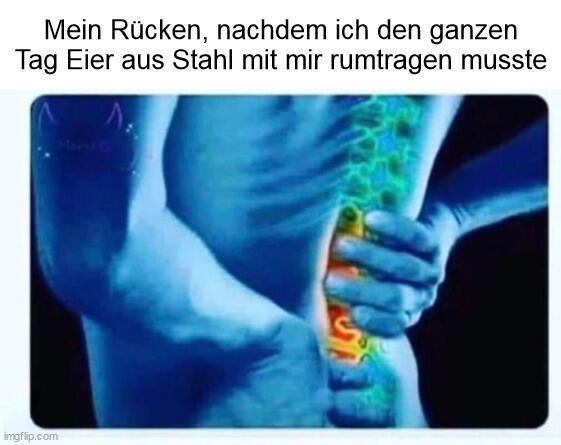 Mein Rücken, nachdem ich den ganzen
Tag Eier aus Stahl mit mir rumtragen musste
imgflip.com